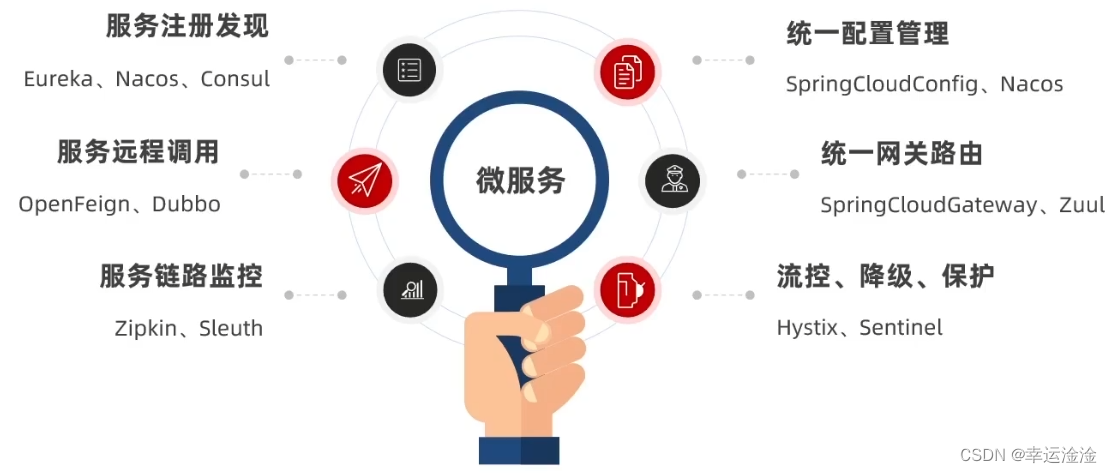 服务注册发现
Eureka、Nacos、Consul
统一配置管理
SpringCloudConfig、Nacos
服务远程调用
OpenFeign、Dubbo
微服务
统一网关路由
SpringCloudGateway、Zuul
服务链路监控
Zipkin、Sleuth
流控、降级、保护
Hystix、Sentinel
CSDN @幸运淦淦